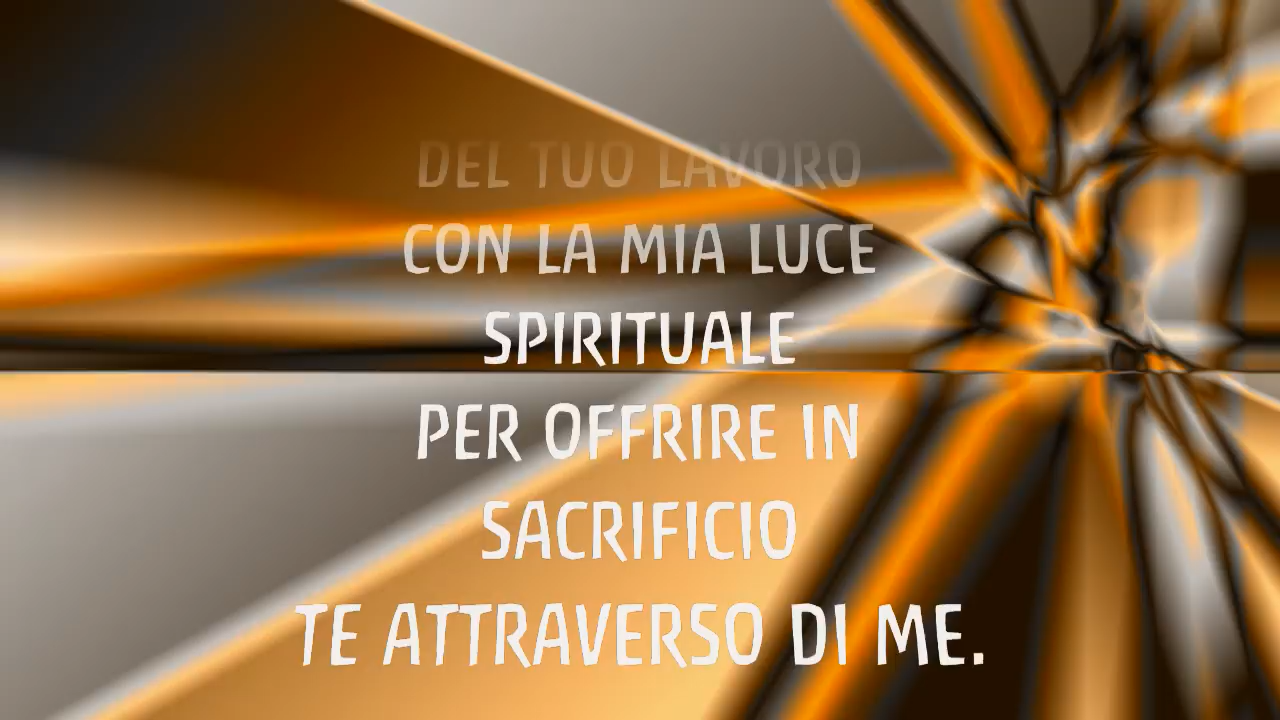 DEL TUO LAVORO
CON LA MIA LUCE
SPIRITUALE
PER OFFRIRE IN
SACRIFICIO
TE ATTRAVERSO DI ME.